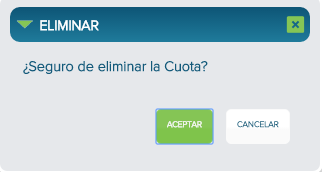 ELIMINAR
¿Seguro de eliminar la Cuota?
ACEPTAR CANCELAR